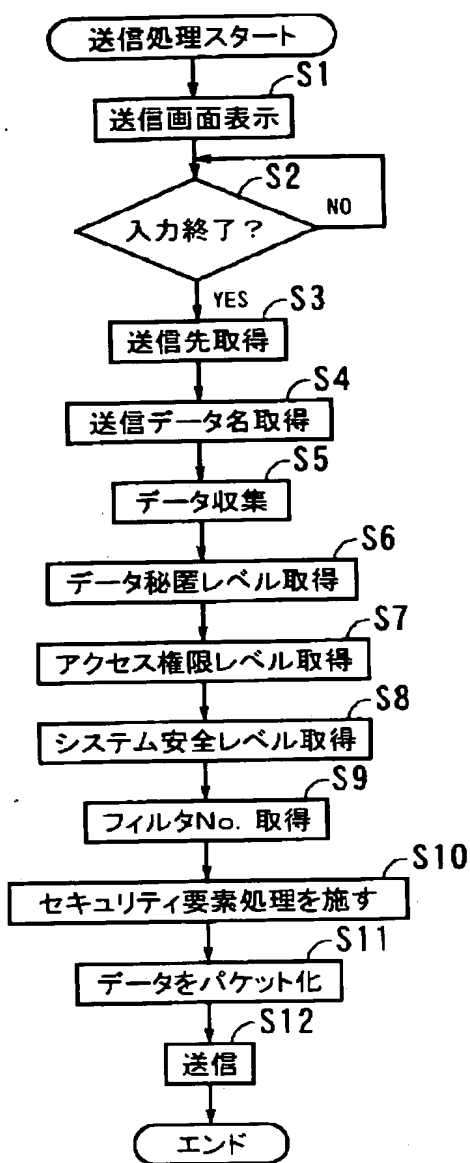 送信処理スタート
S1
送信画面表示
S2
入力終了?
NO
YES
S3
送信先取得
S4
送信データ名取得
S5
データ収集
S6
データ秘匿レベル取得
S7
アクセス権限レベル取得
S8
システム安全レベル取得
S9
フィルタNo. 取得
S10
セキュリティ要素処理を施す
S11
データをパケット化
S12
送信
エンド